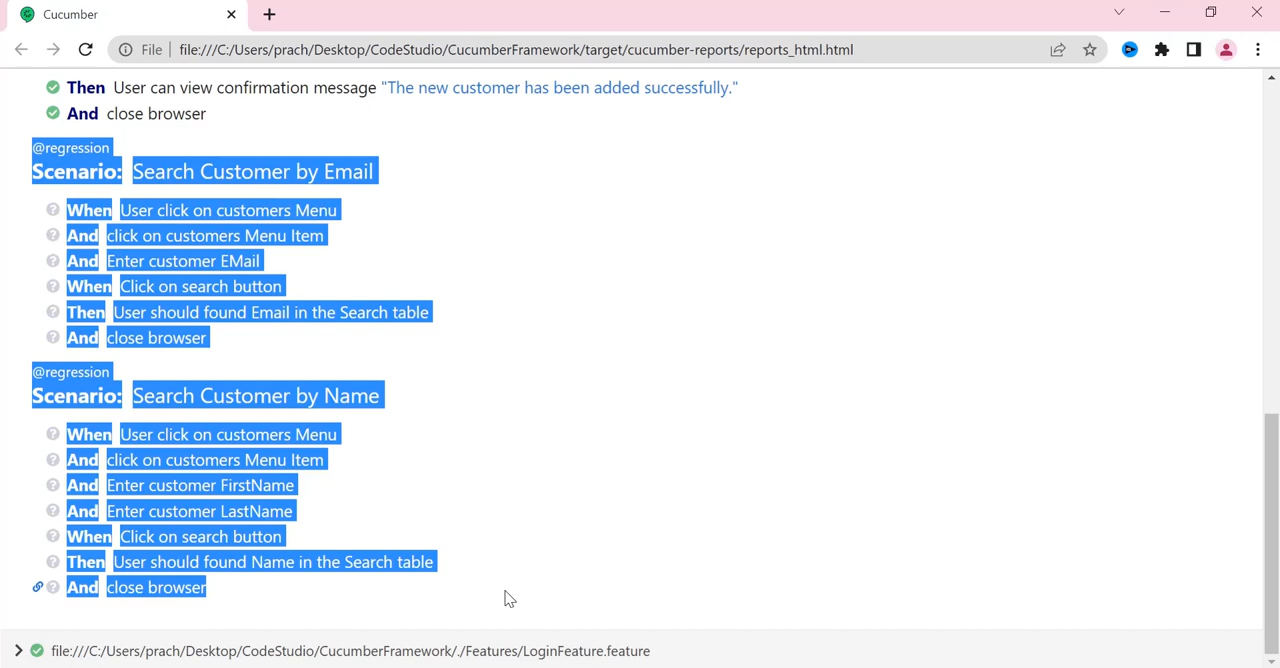 Cucumber
File file:///C:/Users/prach/Desktop/CodeStudio/CucumberFramework/target/cucumber-reports/reports_html.html
Then User can view confirmation message "The new customer has been added successfully."
And close browser
@regression
Scenario: Search Customer by Email
When User click on customers Menu
And click on customers Menu Item
And Enter customer EMail
When Click on search button
Then User should found Email in the Search table
And close browser
@regression
Scenario: Search Customer by Name
When User click on customers Menu
And click on customers Menu Item
And Enter customer FirstName
And Enter customer LastName
When Click on search button
Then User should found Name in the Search table
And close browser
file:///C:/Users/prach/Desktop/CodeStudio/CucumberFramework/./Features/LoginFeature.feature